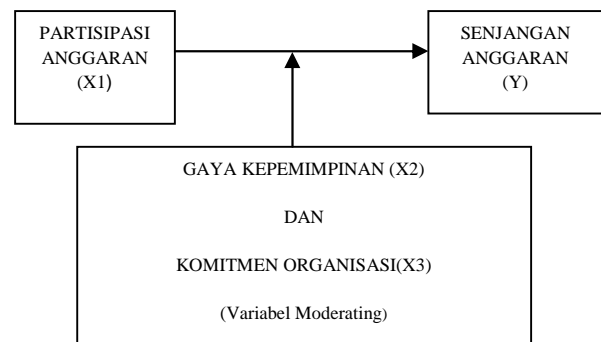 PARTISIPASI
ANGGARAN
(X1)
SENJANGAN
ANGGARAN
(Y)
GAYA KEPEMIMPINAN (X2)
DAN
KOMITMEN ORGANISASI(X3)
(Variabel Moderating)